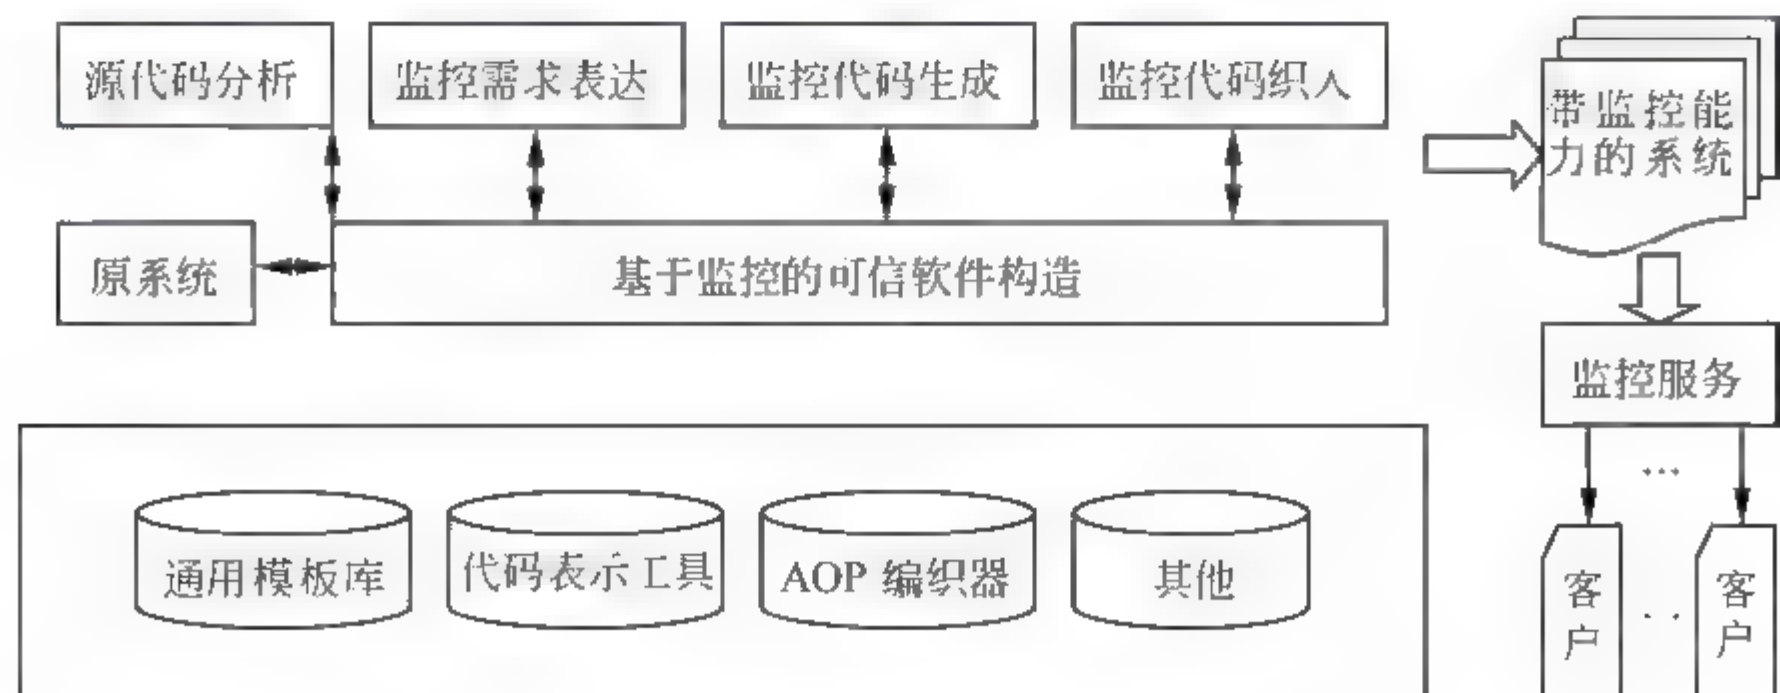 源代码分析
监控需求表达
监控代码生成
监控代码织入
带监控能
力的系统
原系统
基于监控的可信软件构造
监控服务
…
通用模板库
代码表示工具
AOP 编织器
其他
客
户
. .
客
户